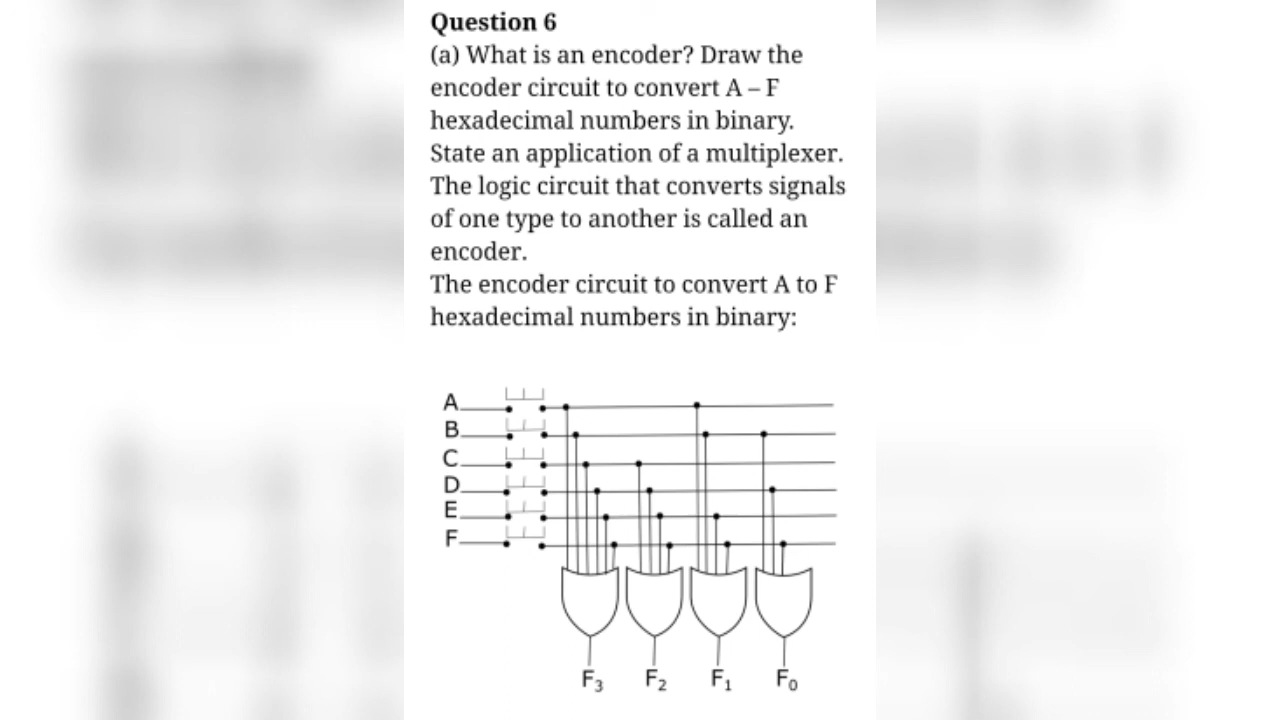 Question 6
(a) What is an encoder? Draw the
encoder circuit to convert A – F
hexadecimal numbers in binary.
State an application of a multiplexer.
The logic circuit that converts signals
of one type to another is called an
encoder.
The encoder circuit to convert A to F
hexadecimal numbers in binary:
A
B
C
D
E
F
F₃ F₂ F₁ F₀